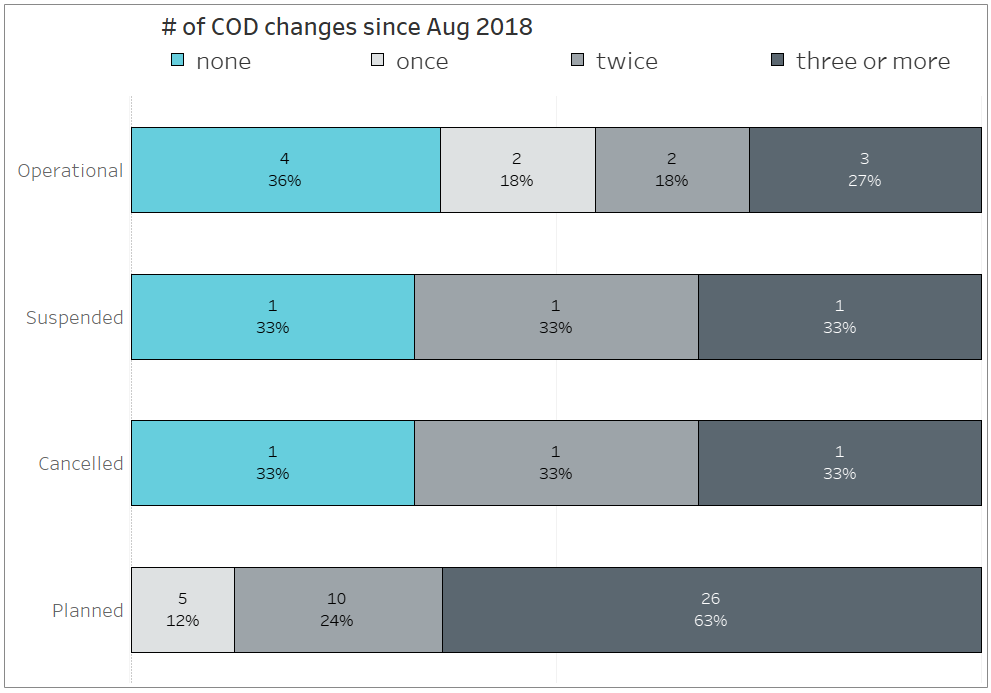 # of COD changes since Aug 2018
none once twice three or more
Operational
4 2 2 3
36% 18% 18% 27%
Suspended
1 1 1
33% 33% 33%
Cancelled
1 1 1
33% 33% 33%
Planned
5 10 26
12% 24% 63%